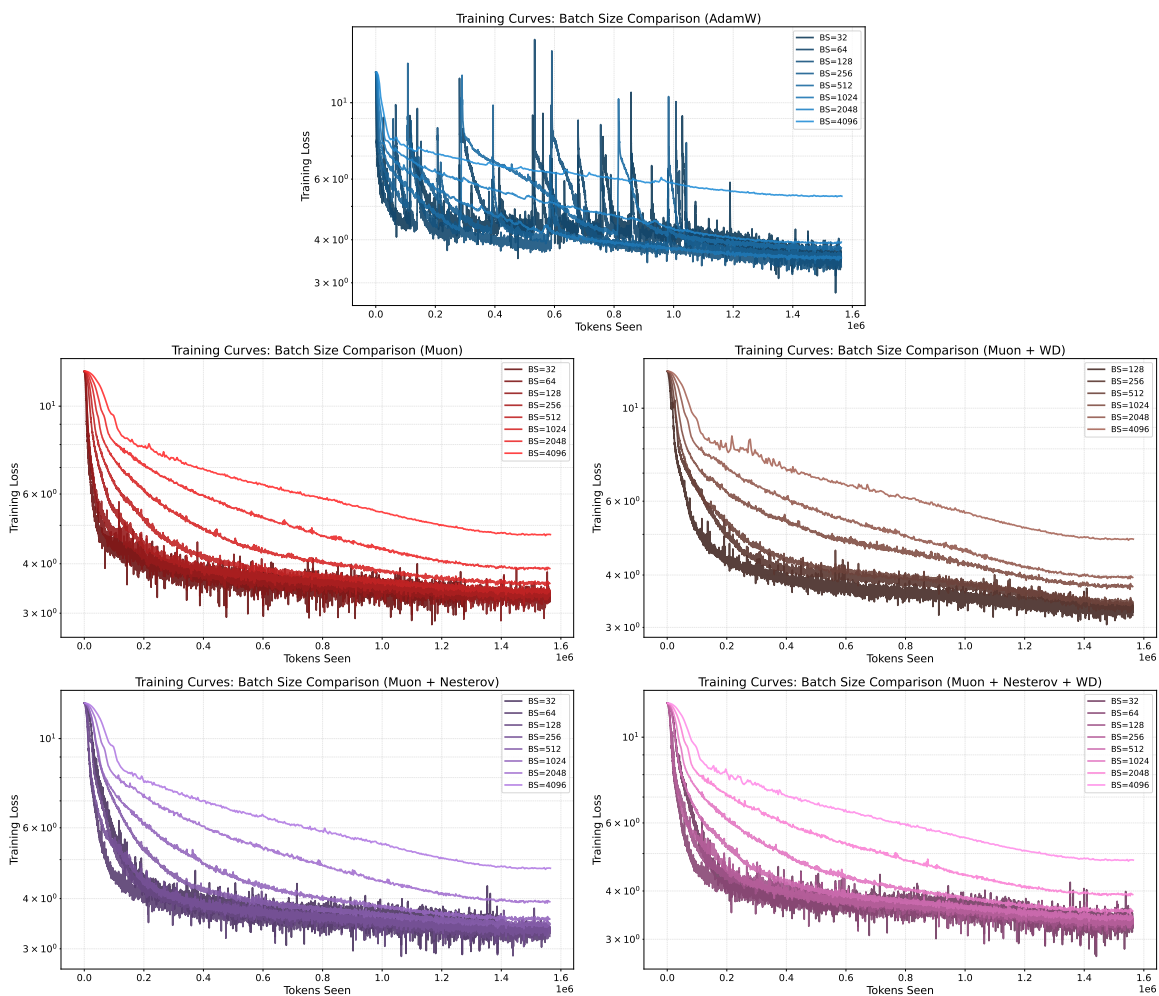 Training Curves: Batch Size Comparison (AdamW)
Training Loss
10¹
6 × 10⁰
4 × 10⁰
3 × 10⁰
BS=32
BS=64
BS=128
BS=256
BS=512
BS=1024
BS=2048
BS=4096
0.0 0.2 0.4 0.6 0.8 1.0 1.2 1.4 1.6
Tokens Seen
1e6
Training Curves: Batch Size Comparison (Muon)
Training Loss
10¹
6 × 10⁰
4 × 10⁰
3 × 10⁰
BS=32
BS=64
BS=128
BS=256
BS=512
BS=1024
BS=2048
BS=4096
0.0 0.2 0.4 0.6 0.8 1.0 1.2 1.4 1.6
Tokens Seen
1e6
Training Curves: Batch Size Comparison (Muon + WD)
Training Loss
10¹
6 × 10⁰
4 × 10⁰
3 × 10⁰
BS=128
BS=256
BS=512
BS=1024
BS=2048
BS=4096
0.0 0.2 0.4 0.6 0.8 1.0 1.2 1.4 1.6
Tokens Seen
1e6
Training Curves: Batch Size Comparison (Muon + Nesterov)
Training Loss
10¹
6 × 10⁰
4 × 10⁰
3 × 10⁰
BS=32
BS=64
BS=128
BS=256
BS=512
BS=1024
BS=2048
BS=4096
0.0 0.2 0.4 0.6 0.8 1.0 1.2 1.4 1.6
Tokens Seen
1e6
Training Curves: Batch Size Comparison (Muon + Nesterov + WD)
Training Loss
10¹
6 × 10⁰
4 × 10⁰
3 × 10⁰
BS=32
BS=64
BS=128
BS=256
BS=512
BS=1024
BS=2048
BS=4096
0.0 0.2 0.4 0.6 0.8 1.0 1.2 1.4 1.6
Tokens Seen
1e6